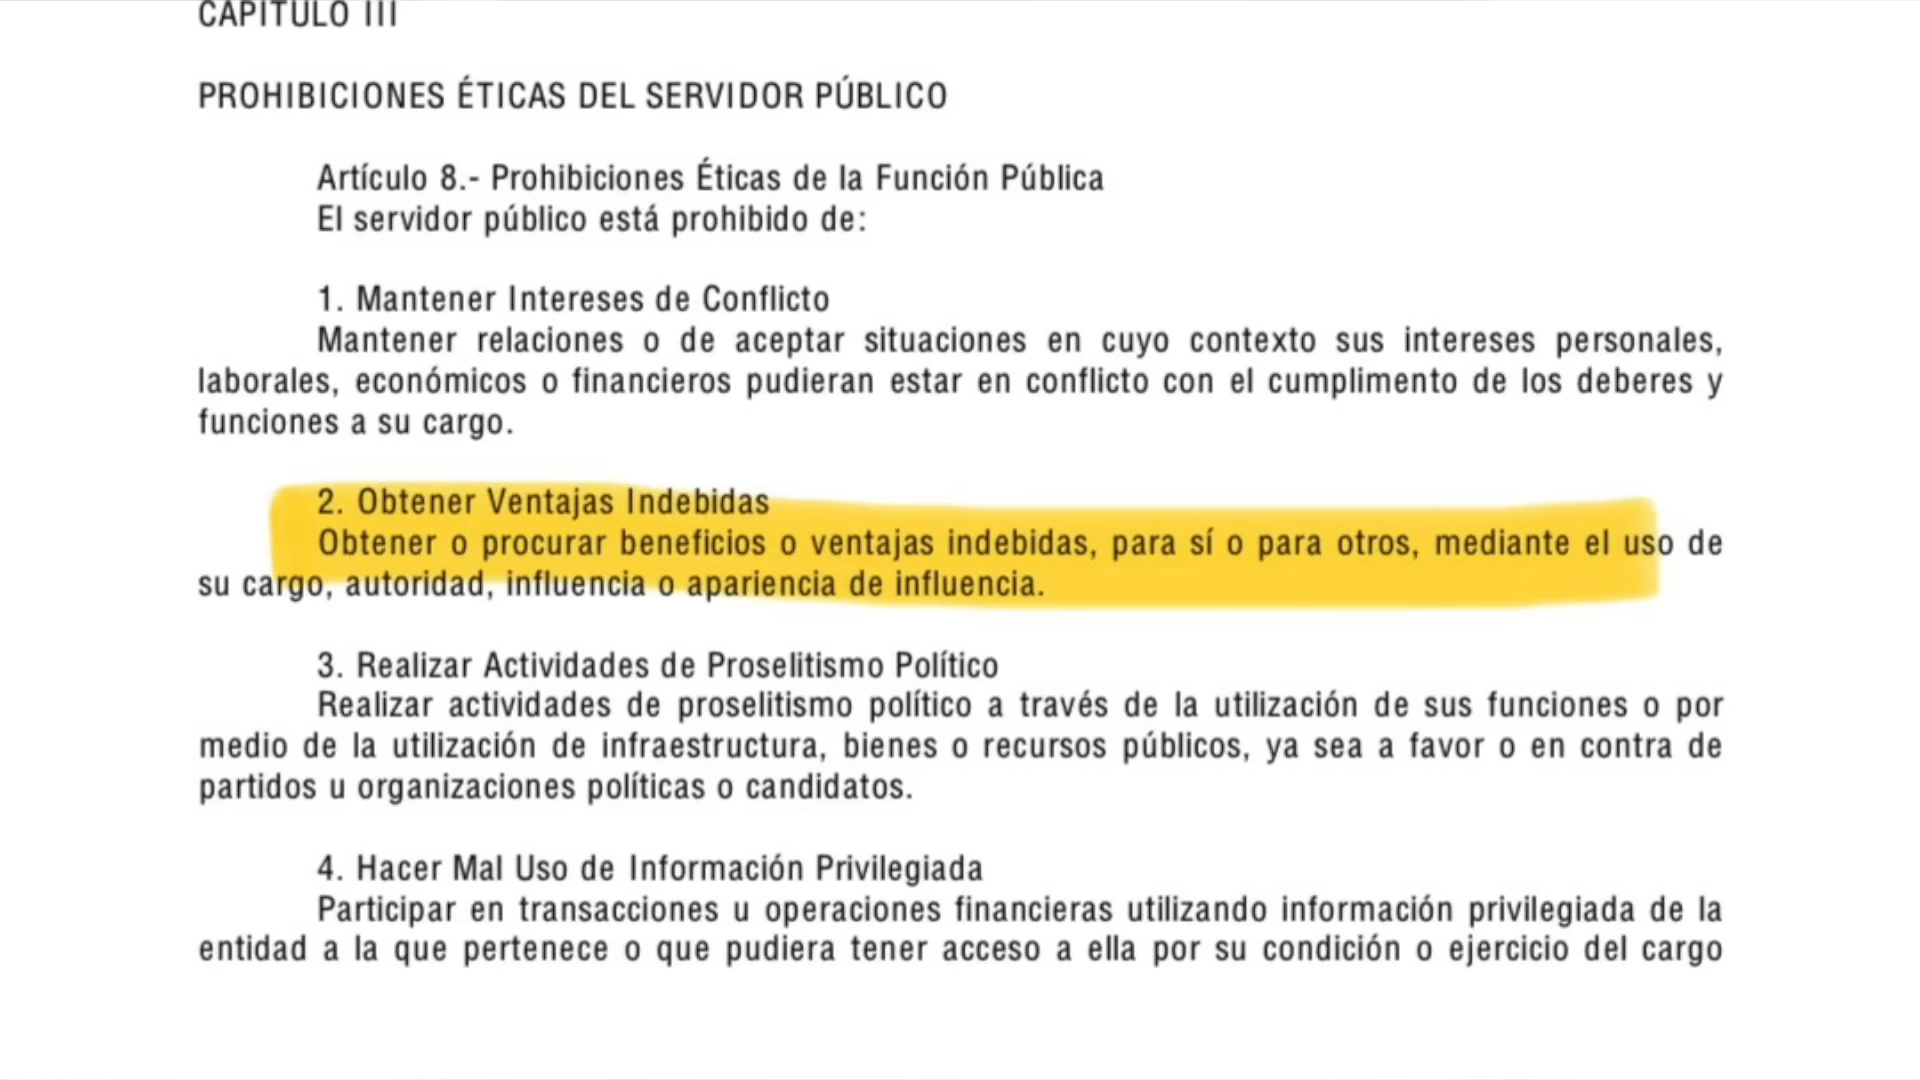 CAPÍTULO III
PROHIBICIONES ÉTICAS DEL SERVIDOR PÚBLICO
Artículo 8.- Prohibiciones Éticas de la Función Pública
El servidor público está prohibido de:
1. Mantener Intereses de Conflicto
Mantener relaciones o de aceptar situaciones en cuyo contexto sus intereses personales,
laborales, económicos o financieros pudieran estar en conflicto con el cumplimento de los deberes y
funciones a su cargo.
2. Obtener Ventajas Indebidas
Obtener o procurar beneficios o ventajas indebidas, para sí o para otros, mediante el uso de
su cargo, autoridad, influencia o apariencia de influencia.
3. Realizar Actividades de Proselitismo Político
Realizar actividades de proselitismo político a través de la utilización de sus funciones o por
medio de la utilización de infraestructura, bienes o recursos públicos, ya sea a favor o en contra de
partidos u organizaciones políticas o candidatos.
4. Hacer Mal Uso de Información Privilegiada
Participar en transacciones u operaciones financieras utilizando información privilegiada de la
entidad a la que pertenece o que pudiera tener acceso a ella por su condición o ejercicio del cargo